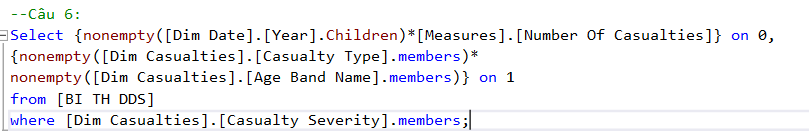 --Câu 6:
Select {nonempty([Dim Date].[Year].Children)*[Measures].[Number Of Casualties]} on 0,
{nonempty([Dim Casualties].[Casualty Type].members)*
nonempty([Dim Casualties].[Age Band Name].members)} on 1
from [BI TH DDS]
where [Dim Casualties].[Casualty Severity].members;